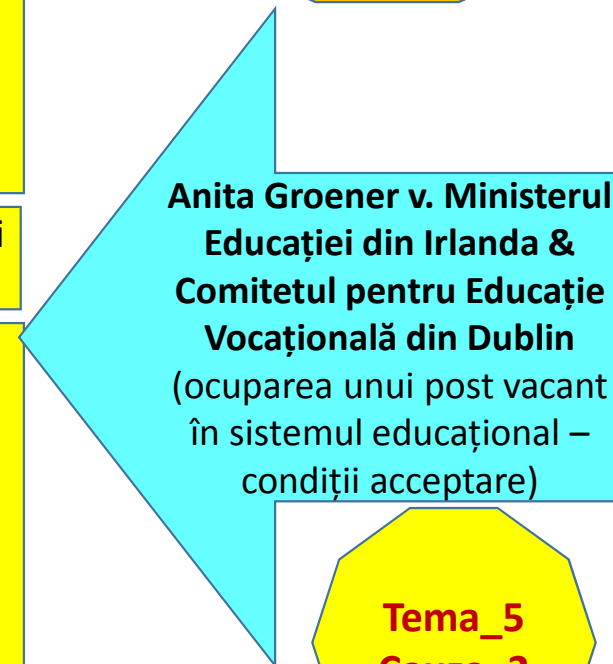 i
Anita Groener v. Ministerul
Educației din Irlanda &
Comitetul pentru Educație
Vocațională din Dublin
(ocuparea unui post vacant
în sistemul educațional –
condiții acceptare)
Tema_5